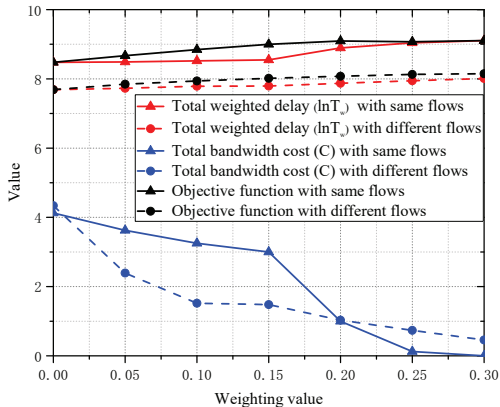 10
8
6
4
2
0
Value
Total weighted delay (lnTw) with same flows
Total weighted delay (lnTw) with different flows
Total bandwidth cost (C) with same flows
Total bandwidth cost (C) with different flows
Objective function with same flows
Objective function with different flows
0.00 0.05 0.10 0.15 0.20 0.25 0.30
Weighting value